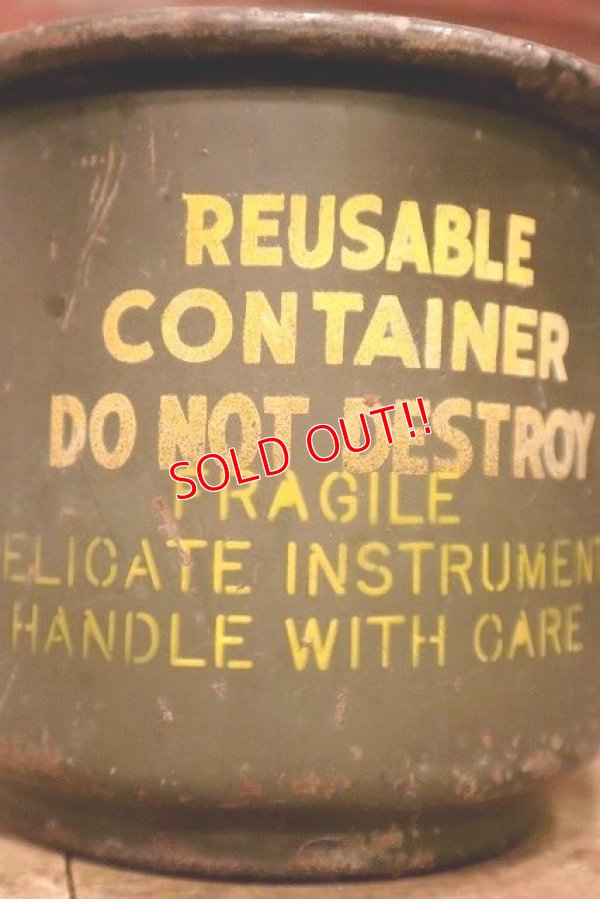 REUSABLE
CONTAINER
DO NOT DESTROY
SOLD OUT!!
FRAGILE
ELICATE INSTRUMENT
HANDLE WITH CARE